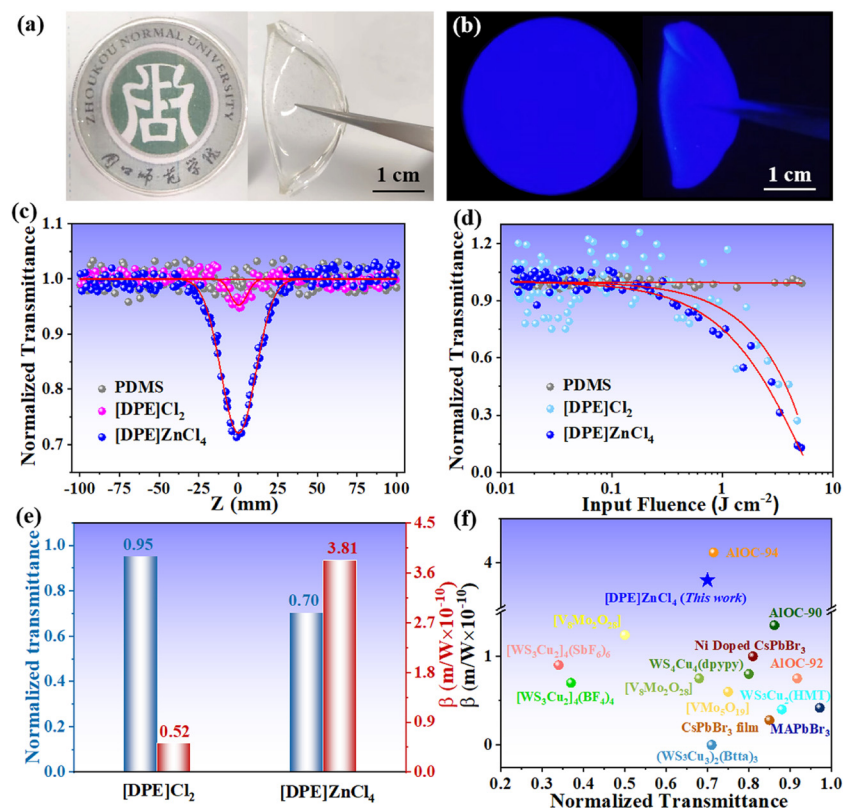 (a)
ZHOUKOU NORMAL UNIVERSITY
周口师范学院
1 cm
(b)
1 cm
(c)
Normalized Transmittance
1.1
1.0
0.9
0.8
0.7
PDMS
[DPE]Cl₂
[DPE]ZnCl₄
-100 -75 -50 -25 0 25 50 75 100
Z (mm)
(d)
Normalized Transmittance
1.2
0.9
0.6
0.3
0.0
PDMS
[DPE]Cl₂
[DPE]ZnCl₄
0.01 0.1 1 10
Input Fluence (J cm⁻²)
(e)
Normalized transmittance
1.0
0.8
0.6
0.4
0.2
0.0
0.95
0.52
0.70
3.81
[DPE]Cl₂ [DPE]ZnCl₄
4.5
3.6
2.7
1.8
0.9
0.0
β (m/W×10⁻¹⁰)
(f)
β (m/W×10⁻¹⁰)
4
1
0
AlOC-94
[DPE]ZnCl₄ (This work)
AlOC-90
Ni Doped CsPbBr₃
[WS₃Cu₂]₄(SbF₆)₆
WS₄Cu₄(dpypy)
AlOC-92
[WS₃Cu₂]₄(BF₄)₄
[V₈Mo₂O₂₈]
WS₃Cu₂(HMT)
[VMo₅O₁₉]
CsPbBr₃ film
MAPbBr₃
(WS₃Cu₃)₂(Btta)₃
0.2 0.3 0.4 0.5 0.6 0.7 0.8 0.9 1.0
Normalized Transmittance